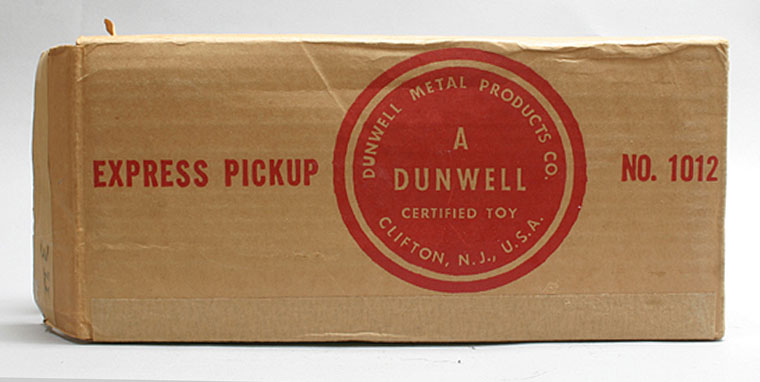 EXPRESS PICKUP
DUNWELL METAL PRODUCTS CO.
A
DUNWELL
CERTIFIED TOY
CLIFTON, N.J., U.S.A.
NO. 1012